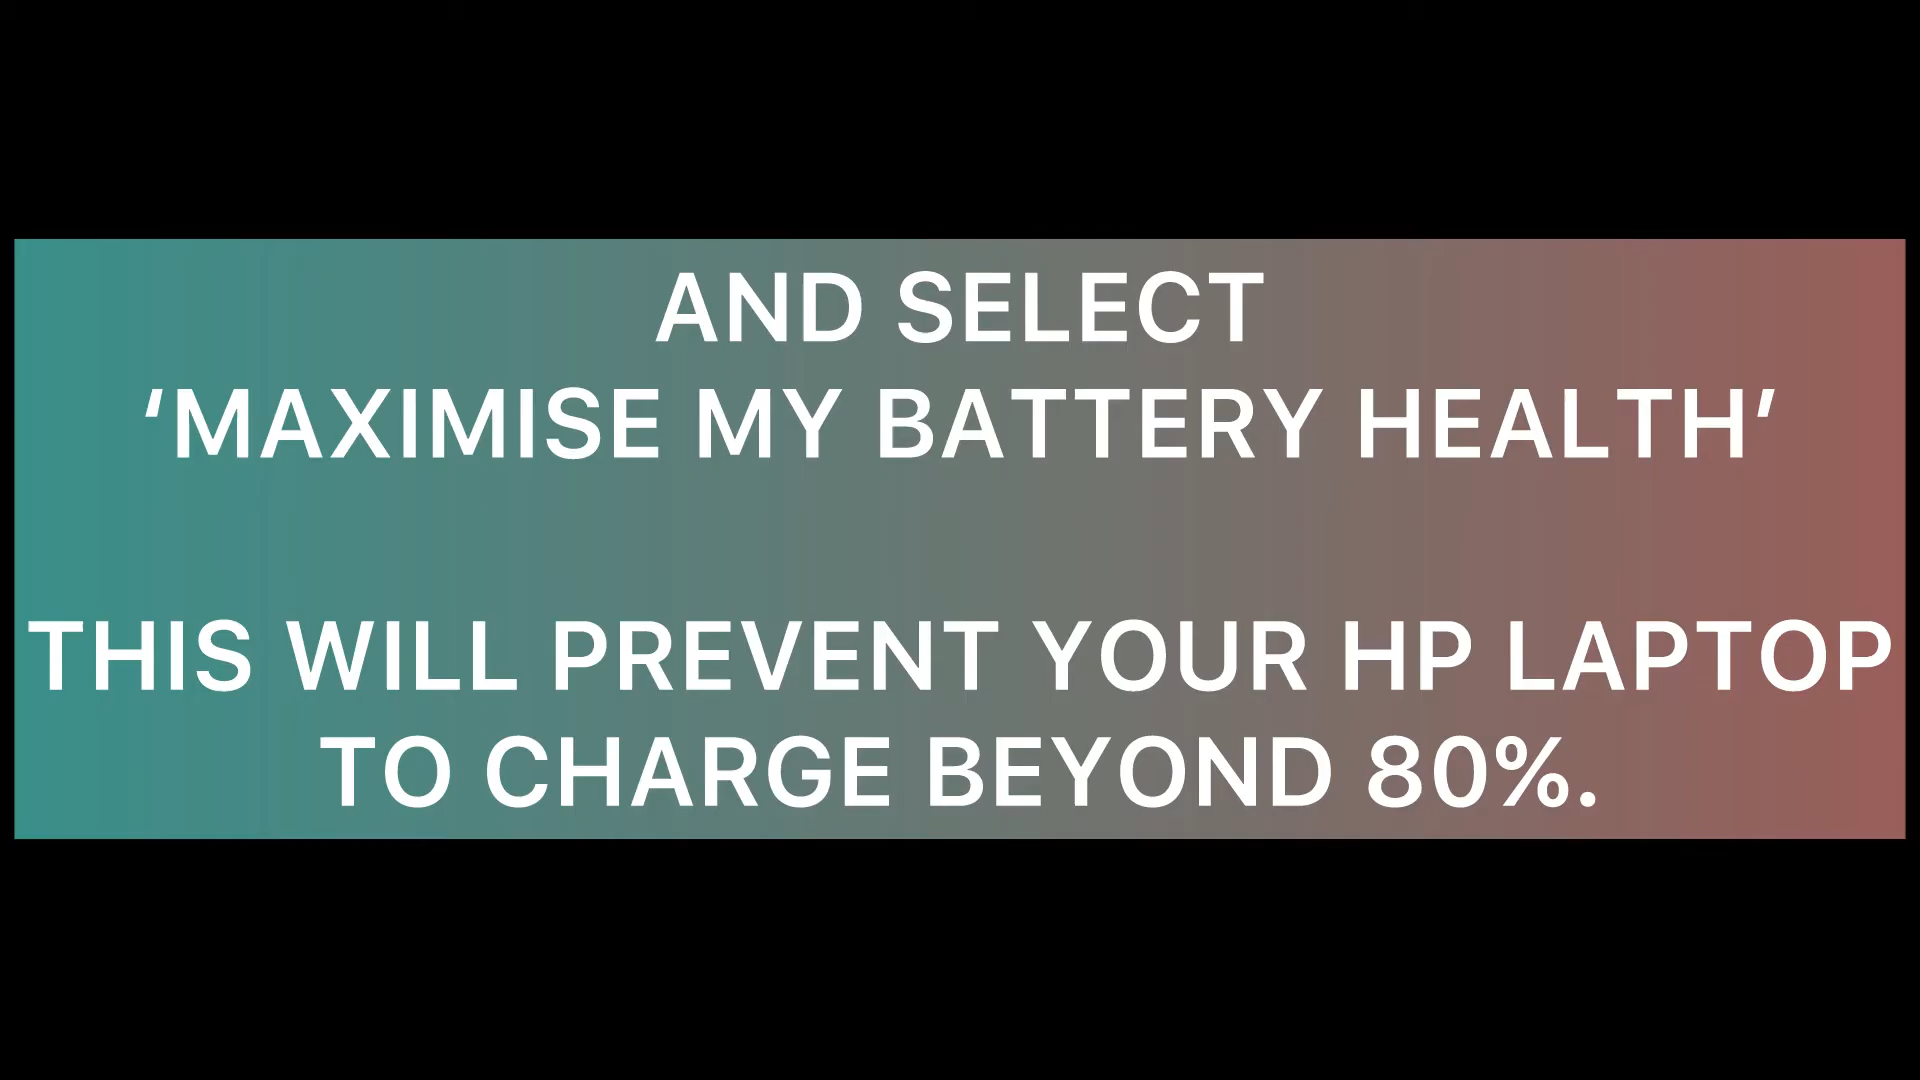 AND SELECT
‘MAXIMISE MY BATTERY HEALTH’
THIS WILL PREVENT YOUR HP LAPTOP
TO CHARGE BEYOND 80%.